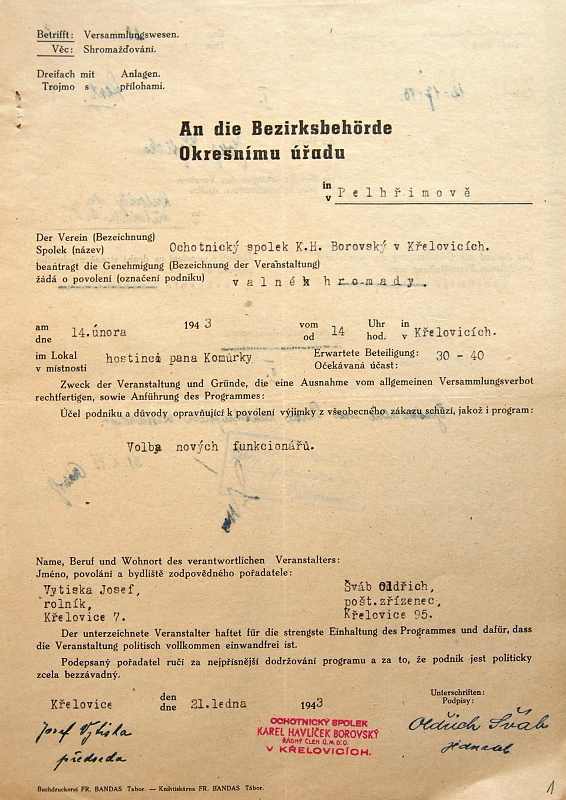 Betrifft: Versammlungswesen.
Věc: Shromažďování.
Dreifach mit Anlagen.
Trojmo s přílohami.
An die Bezirksbehörde
Okresnímu úřadu
in
v Pelhřimově
Der Verein (Bezeichnung)
Spolek (název) Ochotnický spolek K.H. Borovský v Křelovicích.
beantragt die Genehmigung (Bezeichnung der Veranstaltung)
žádá o povolení (označení podniku) valnéh hromady.
am 1943 vom Uhr in
dne 14.února od 14 hod. v Křelovicích.
im Lokal Erwartete Beteiligung:
v místnosti hostinci pana Komůrky Očekávaná účast: 30 - 40
Zweck der Veranstaltung und Gründe, die eine Ausnahme vom allgemeinen Versammlungsverbot
rechtfertigen, sowie Anführung des Programmes:
Účel podniku a důvody opravňující k povolení výjimky z všeobecného zákazu schůzí, jakož i program:
Volba nových funkcionářů.
Name, Beruf und Wohnort des verantwortlichen Veranstalters:
Jméno, povolání a bydliště zodpovědného pořadatele:
Vytiska Josef, Šváb Oldřich,
rolník, pošt.zřízenec,
Křelovice 7. Křelovice 95.
Der unterzeichnete Veranstalter haftet für die strengste Einhaltung des Programmes und dafür, dass
die Veranstaltung politisch vollkommen einwandfrei ist.
Podepsaný pořadatel ručí za nejpřísnější dodržování programu a za to, že podnik jest politicky
zcela bezzávadný.
Křelovice den
dne 21.ledna 1943
Unterschriften:
Podpisy:
Josef Vytiska
předseda
OCHOTNICKÝ SPOLEK
KAREL HAVLÍČEK BOROVSKÝ
ŘÁDNÝ ČLEN Ú.M.D.O.
V KŘELOVICÍCH.
Oldřich Šváb
jednatel
Buchdruckerei FR. BANDAS Tabor. — Knihtiskárna FR. BANDAS Tábor.
1